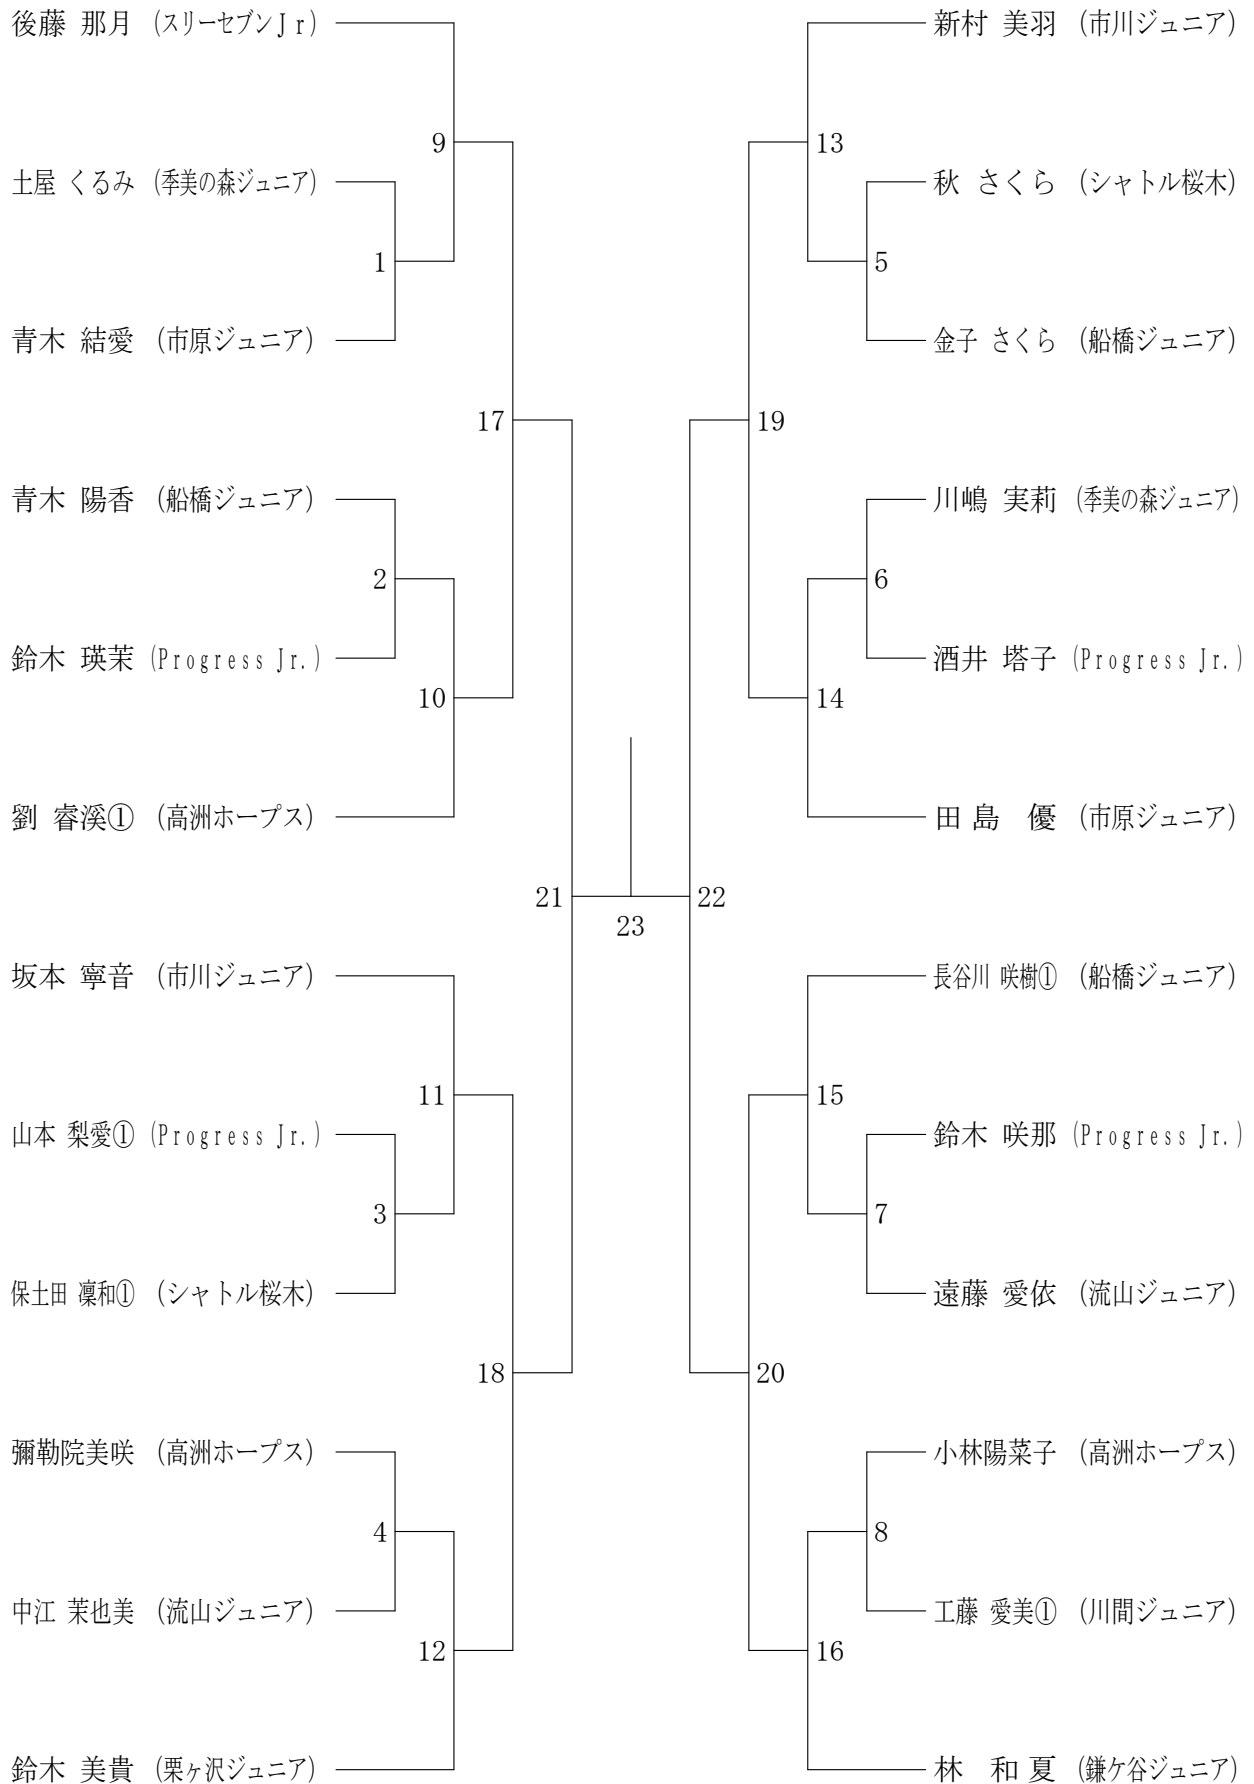 後藤 那月 (スリーセブンJr)
9
土屋 くるみ (季美の森ジュニア)
1
青木 結愛 (市原ジュニア)
17
青木 陽香 (船橋ジュニア)
2
鈴木 瑛茉 (Progress Jr.)
10
劉 睿溪① (高洲ホープス)
21
坂本 寧音 (市川ジュニア)
11
山本 梨愛① (Progress Jr.)
3
保土田 凜和① (シャトル桜木)
18
彌勒院美咲 (高洲ホープス)
4
中江 茉也美 (流山ジュニア)
12
鈴木 美貴 (栗ヶ沢ジュニア)
23
新村 美羽 (市川ジュニア)
13
秋 さくら (シャトル桜木)
5
金子 さくら (船橋ジュニア)
19
川嶋 実莉 (季美の森ジュニア)
6
酒井 塔子 (Progress Jr.)
14
田島 優 (市原ジュニア)
22
長谷川 咲樹① (船橋ジュニア)
15
鈴木 咲那 (Progress Jr.)
7
遠藤 愛依 (流山ジュニア)
20
小林陽菜子 (高洲ホープス)
8
工藤 愛美① (川間ジュニア)
16
林 和夏 (鎌ケ谷ジュニア)